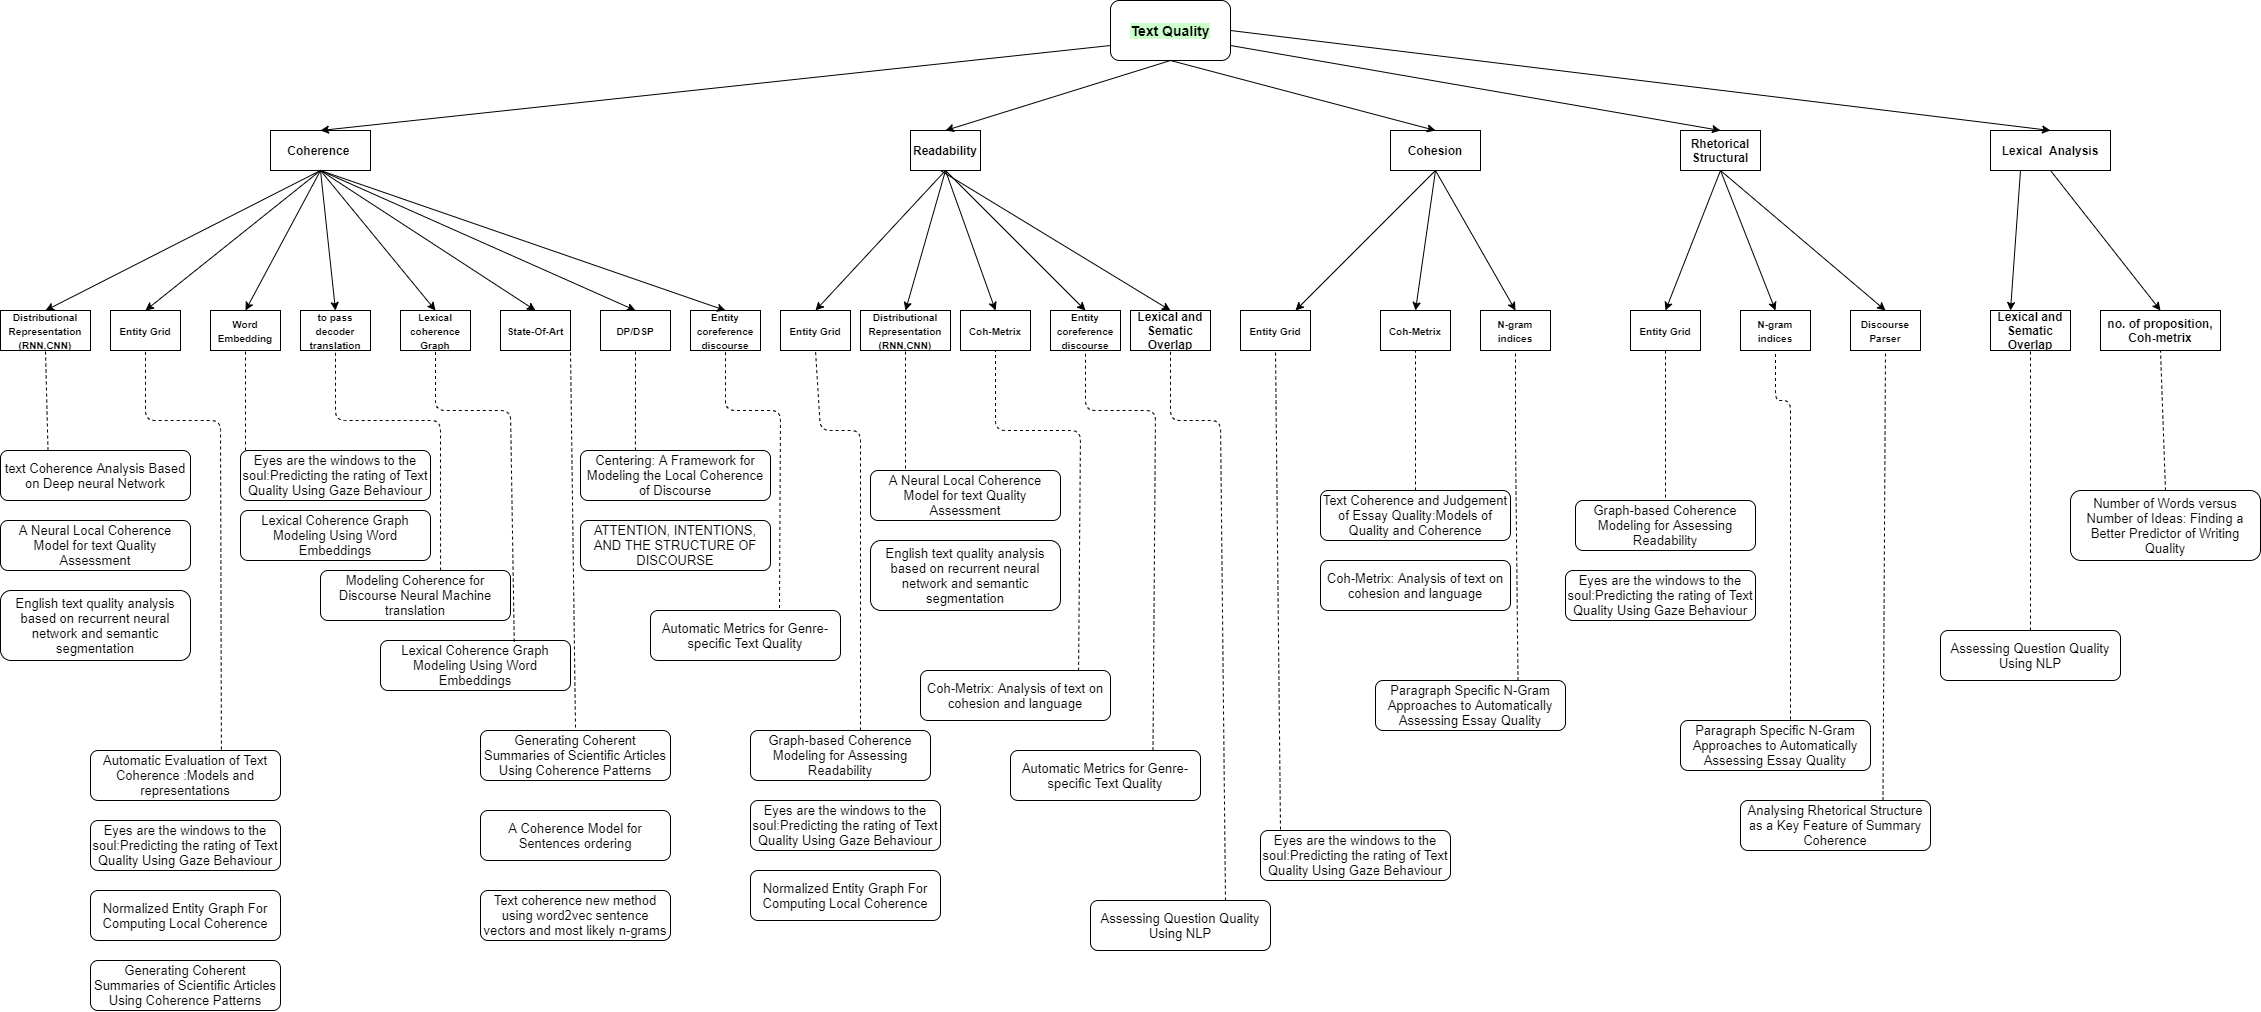 Text Quality
Coherence
Readability
Cohesion
Rhetorical
Structural
Lexical Analysis
Distributional
Representation
(RNN,CNN)
Entity Grid
Word
Embedding
to pass
decoder
translation
Lexical
coherence
Graph
State-Of-Art
DP/DSP
Entity
coreference
discourse
Entity Grid
Distributional
Representation
(RNN,CNN)
Coh-Metrix
Entity
coreference
discourse
Lexical and
Sematic
Overlap
Entity Grid
Coh-Metrix
N-gram
indices
Entity Grid
N-gram
indices
Discourse
Parser
Lexical and
Sematic
Overlap
no. of proposition,
Coh-metrix
text Coherence Analysis Based
on Deep neural Network
A Neural Local Coherence
Model for text Quality
Assessment
English text quality analysis
based on recurrent neural
network and semantic
segmentation
Automatic Evaluation of Text
Coherence :Models and
representations
Eyes are the windows to the
soul:Predicting the rating of Text
Quality Using Gaze Behaviour
Normalized Entity Graph For
Computing Local Coherence
Generating Coherent
Summaries of Scientific Articles
Using Coherence Patterns
Eyes are the windows to the
soul:Predicting the rating of Text
Quality Using Gaze Behaviour
Lexical Coherence Graph
Modeling Using Word
Embeddings
Modeling Coherence for
Discourse Neural Machine
translation
Lexical Coherence Graph
Modeling Using Word
Embeddings
Generating Coherent
Summaries of Scientific Articles
Using Coherence Patterns
A Coherence Model for
Sentences ordering
Text coherence new method
using word2vec sentence
vectors and most likely n-grams
Centering: A Framework for
Modeling the Local Coherence
of Discourse
ATTENTION, INTENTIONS,
AND THE STRUCTURE OF
DISCOURSE
Automatic Metrics for Genre-
specific Text Quality
Graph-based Coherence
Modeling for Assessing
Readability
Eyes are the windows to the
soul:Predicting the rating of Text
Quality Using Gaze Behaviour
Normalized Entity Graph For
Computing Local Coherence
A Neural Local Coherence
Model for text Quality
Assessment
English text quality analysis
based on recurrent neural
network and semantic
segmentation
Coh-Metrix: Analysis of text on
cohesion and language
Automatic Metrics for Genre-
specific Text Quality
Assessing Question Quality
Using NLP
Eyes are the windows to the
soul:Predicting the rating of Text
Quality Using Gaze Behaviour
Text Coherence and Judgement
of Essay Quality:Models of
Quality and Coherence
Coh-Metrix: Analysis of text on
cohesion and language
Paragraph Specific N-Gram
Approaches to Automatically
Assessing Essay Quality
Graph-based Coherence
Modeling for Assessing
Readability
Eyes are the windows to the
soul:Predicting the rating of Text
Quality Using Gaze Behaviour
Paragraph Specific N-Gram
Approaches to Automatically
Assessing Essay Quality
Analysing Rhetorical Structure
as a Key Feature of Summary
Coherence
Assessing Question Quality
Using NLP
Number of Words versus
Number of Ideas: Finding a
Better Predictor of Writing
Quality